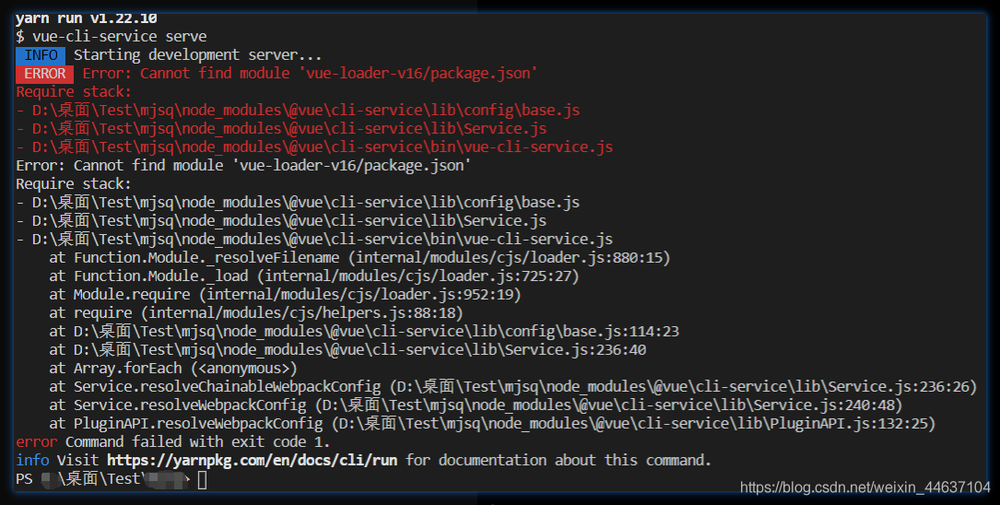 yarn run v1.22.10
$ vue-cli-service serve
INFO Starting development server...
ERROR Error: Cannot find module 'vue-loader-v16/package.json'
Require stack:
- D:\桌面\Test\mjsq\node_modules\@vue\cli-service\lib\config\base.js
- D:\桌面\Test\mjsq\node_modules\@vue\cli-service\lib\Service.js
- D:\桌面\Test\mjsq\node_modules\@vue\cli-service\bin\vue-cli-service.js
Error: Cannot find module 'vue-loader-v16/package.json'
Require stack:
- D:\桌面\Test\mjsq\node_modules\@vue\cli-service\lib\config\base.js
- D:\桌面\Test\mjsq\node_modules\@vue\cli-service\lib\Service.js
- D:\桌面\Test\mjsq\node_modules\@vue\cli-service\bin\vue-cli-service.js
at Function.Module._resolveFilename (internal/modules/cjs/loader.js:880:15)
at Function.Module._load (internal/modules/cjs/loader.js:725:27)
at Module.require (internal/modules/cjs/loader.js:952:19)
at require (internal/modules/cjs/helpers.js:88:18)
at D:\桌面\Test\mjsq\node_modules\@vue\cli-service\lib\config\base.js:114:23
at D:\桌面\Test\mjsq\node_modules\@vue\cli-service\lib\Service.js:236:40
at Array.forEach (<anonymous>)
at Service.resolveChainableWebpackConfig (D:\桌面\Test\mjsq\node_modules\@vue\cli-service\lib\Service.js:236:26)
at Service.resolveWebpackConfig (D:\桌面\Test\mjsq\node_modules\@vue\cli-service\lib\Service.js:240:48)
at PluginAPI.resolveWebpackConfig (D:\桌面\Test\mjsq\node_modules\@vue\cli-service\lib\PluginAPI.js:132:25)
error Command failed with exit code 1.
info Visit https://yarnpkg.com/en/docs/cli/run for documentation about this command.
PS \桌面\Test\
https://blog.csdn.net/weixin_44637104